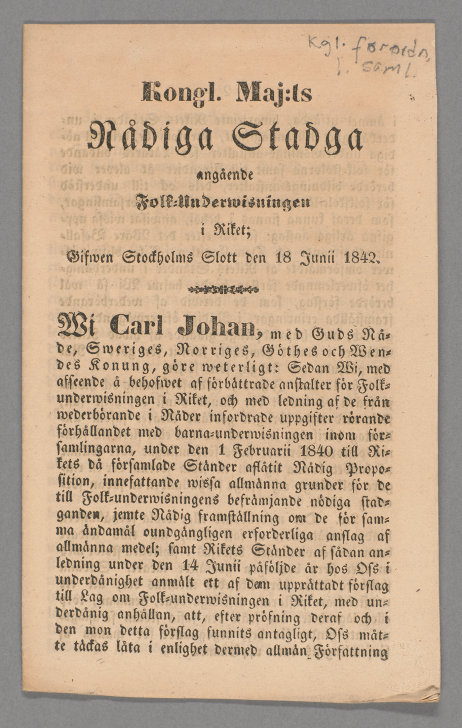 Kgl. förordn.
i. saml.
Kongl. Maj:ts
Nådiga Stadga
angående
Folk-Underwisningen
i Riket;
Gifwen Stockholms Slott den 18 Junii 1842.
Wi Carl Johan, med Guds Nå-
de, Sweriges, Norriges, Göthes och Wen-
des Konung, göre weterligt: Sedan Wi, med
afseende å behofwet af förbättrade anstalter för Folk-
underwisningen i Riket, och med ledning af de från
wederbörande i Nåder infordrade uppgifter rörande
förhållandet med barna-underwisningen inom för-
samlingarna, under den 1 Februarii 1840 till Ri-
kets då församlade Ständer aflåtit Nådig Propo-
sition, innefattande wissa allmänna grunder för de
till Folk-underwisningens befrämjande nödiga stad-
ganden, jemte Nådig framställning om de för sam-
ma ändamål oundgängligen erforderliga anslag af
allmänna medel; samt Rikets Ständer af sådan an-
ledning under den 14 Junii påföljde år hos Oss i
underdånighet anmält ett af dem upprättadt förslag
till Lag om Folk-underwisningen i Riket, med un-
derdånig anhållan, att, efter pröfning deraf och i
den mon detta förslag funnits antagligt, Oss måt-
te täckas låta i enlighet dermed allmän Författning